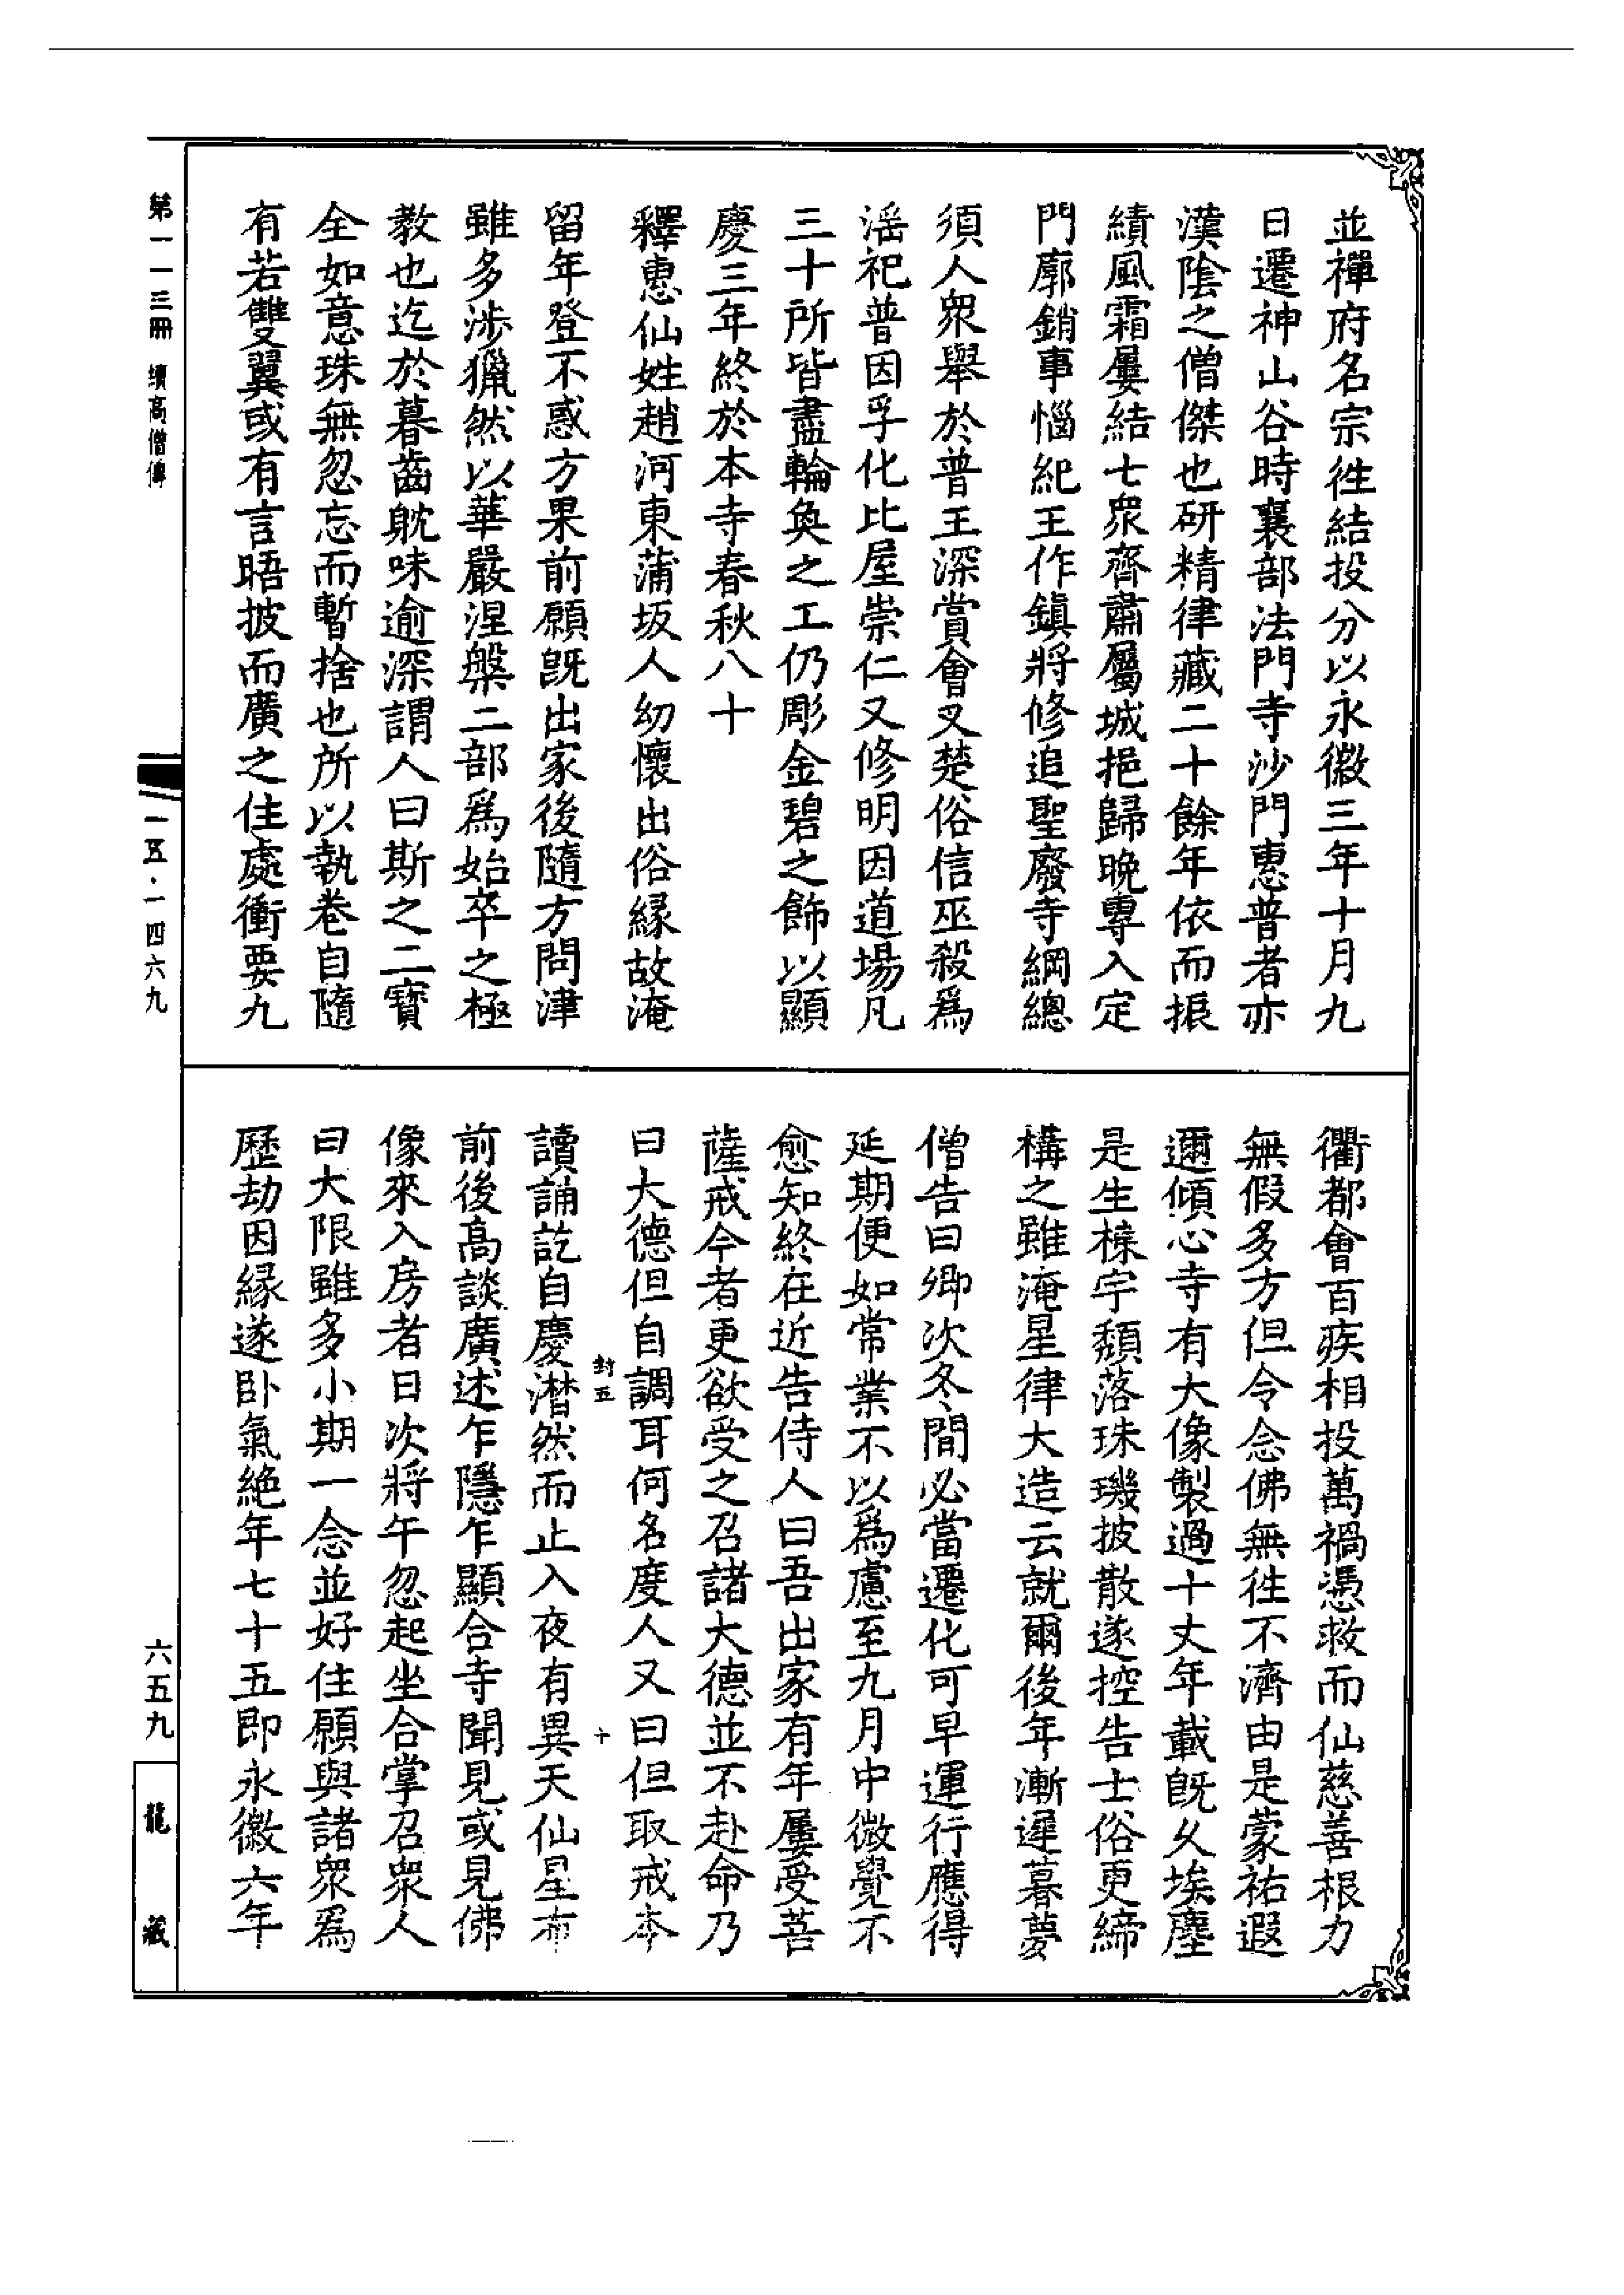 並禪府名宗徃結投分以永徽三年十月九
日遷神山谷時襄部法門寺沙門惠普者亦
漢陰之僧傑也研精律藏二十餘年依而振
績風霜屢結七衆齊肅屬城挹歸晚專入定
門廓銷事惱紀王作鎮將修追聖廢寺綱總
須人衆舉於普王深賞會又楚俗信巫殺爲
滛祀普因孚化比屋崇仁又修明因道場凡
三十所皆盡輪奐之工仍彫金碧之飾以顯
慶三年終於本寺春秋八十
釋惠仙姓趙河東蒲坂人幼懷出俗縁故淹
留年登不惑方果前願旣出家後隨方問津
雖多涉獵然以華嚴涅槃二部爲始卒之極
教也迄於暮齒躭味逾深謂人曰斯之二寶
全如意珠無忽忘而暫捨也所以執卷自隨
有若雙翼或有言晤披而廣之住處衝要九
衢都會百疾相投萬禍憑救而仙慈善根力
無假多方但令念佛無徃不濟由是蒙祐遐
邇傾心寺有大像製過十丈年載旣久埃塵
是生榱宇頽落珠璣披散遂控告士俗更締
構之雖淹星律大造云就爾後年漸遲暮夢
僧告曰卿次冬間必當遷化可早運行應得
延期便如常業不以爲慮至九月中微覺不
愈知終在近告侍人曰吾出家有年屢受菩
薩戒今者更欲受之召諸大德並不赴命乃
曰大德但自調耳何名度人又曰但取戒本
封五
十
讀誦訖自慶潛然而止入夜有異天仙星布
前後高談廣述乍隱乍顯合寺聞見或見佛
像來入房者日次將午忽起坐合掌召衆人
曰大限雖多小期一念並好住願與諸衆爲
歷劫因縁遂卧氣絶年七十五即永徽六年
第一一三冊 續高僧傳
一五·一四六九
六五九
龍藏